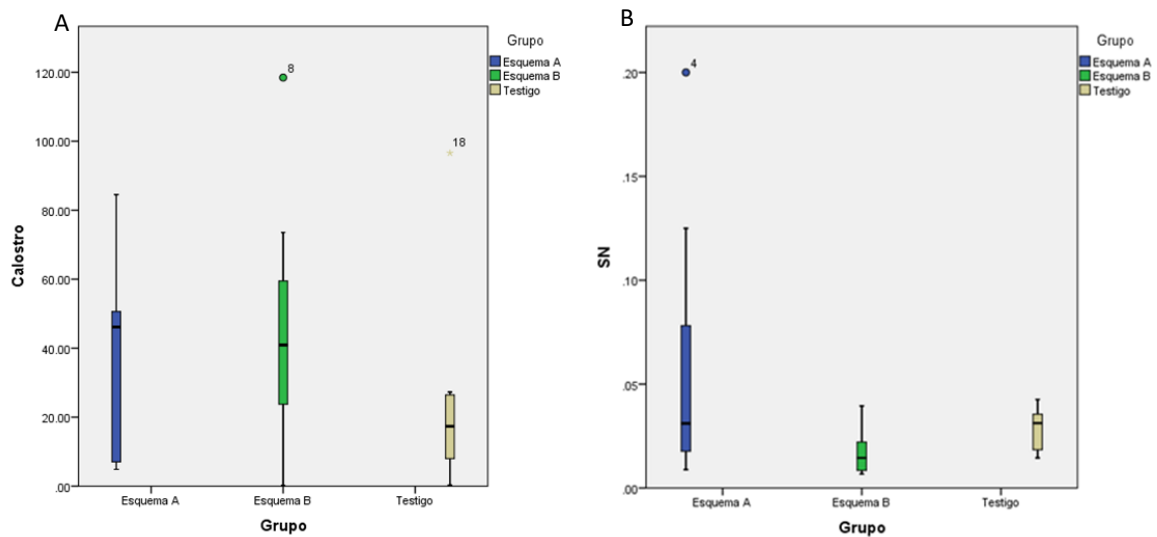 A
Calostro
120.00
100.00
80.00
60.00
40.00
20.00
.00
8
18
Esquema A
Esquema B
Testigo
Grupo
Grupo
Esquema A
Esquema B
Testigo
B
SN
.20
.15
.10
.05
.00
4
Esquema A
Esquema B
Testigo
Grupo
Grupo
Esquema A
Esquema B
Testigo